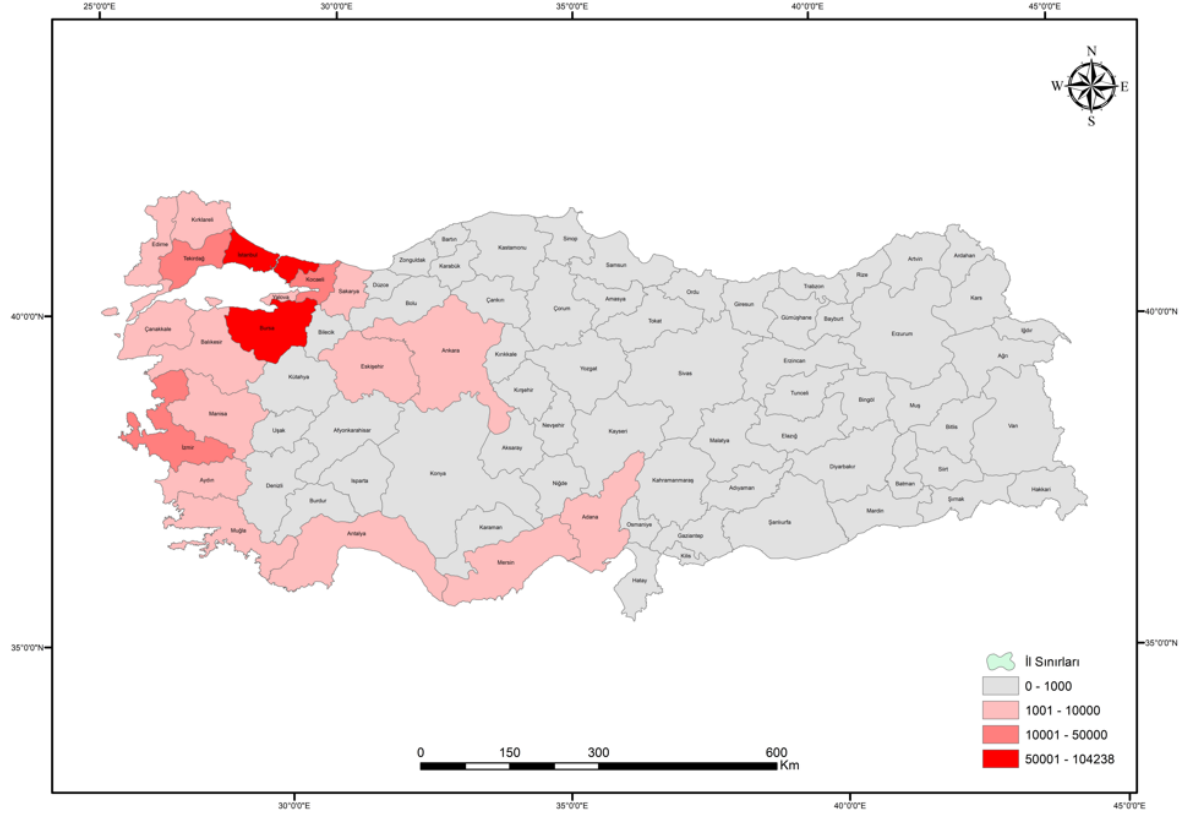 25°0'0"E 30°0'0"E 35°0'0"E 40°0'0"E 45°0'0"E
N
W E
S
Kırklareli
Edirne
Tekirdağ
İstanbul
Kocaeli
Yalova
Sakarya
Düzce
Zonguldak
Bartın
Karabük
Kastamonu
Sinop
Samsun
Ordu
Giresun
Trabzon
Rize
Artvin
Ardahan
Kars
Bolu
Çankırı
Çorum
Amasya
Tokat
Gümüşhane
Bayburt
Erzurum
Iğdır
Ağrı
40°0'0"N
40°0'0"N
Çanakkale
Balıkesir
Bursa
Bilecik
Eskişehir
Ankara
Kırıkkale
Yozgat
Sivas
Erzincan
Kütahya
Kırşehir
Tunceli
Bingöl
Muş
Manisa
Uşak
Afyonkarahisar
Nevşehir
Kayseri
Malatya
Elazığ
Bitlis
Van
İzmir
Aksaray
Konya
Diyarbakır
Siirt
Batman
Aydın
Denizli
Isparta
Burdur
Niğde
Kahramanmaraş
Adıyaman
Şırnak
Hakkari
Mardin
Şanlıurfa
Muğla
Antalya
Karaman
Adana
Osmaniye
Gaziantep
Kilis
Mersin
Hatay
35°0'0"N
35°0'0"N
İl Sınırları
0 - 1000
1001 - 10000
10001 - 50000
50001 - 104238
0 150 300 600
Km
30°0'0"E 35°0'0"E 40°0'0"E 45°0'0"E